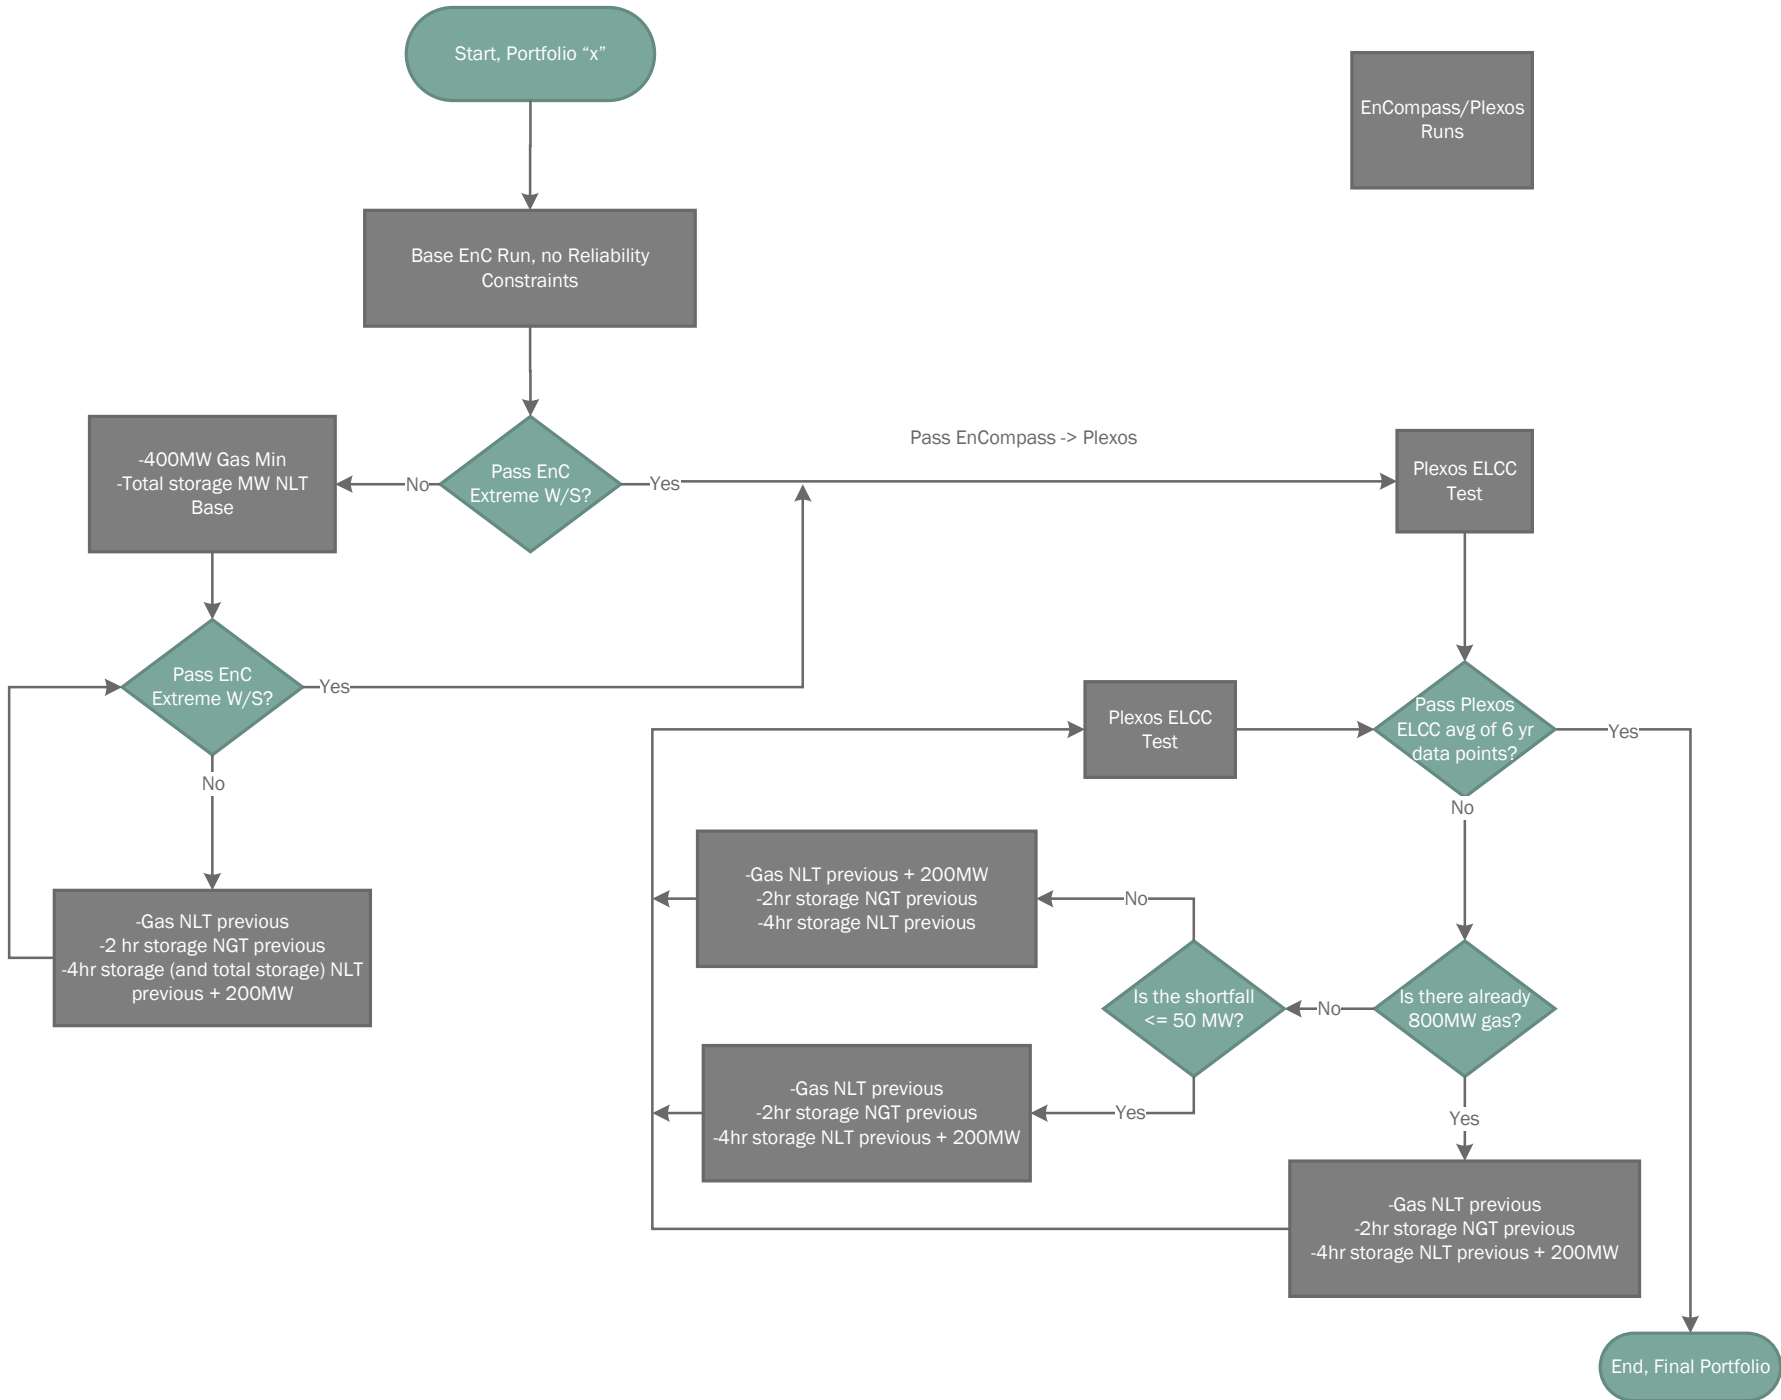 Start, Portfolio “x”
EnCompass/Plexos
Runs
Base EnC Run, no Reliability
Constraints
-400MW Gas Min
-Total storage MW NLT
Base
No
Pass EnC
Extreme W/S?
Yes
Pass EnCompass -> Plexos
Plexos ELCC
Test
Pass EnC
Extreme W/S?
Yes
No
-Gas NLT previous
-2 hr storage NGT previous
-4hr storage (and total storage) NLT
previous + 200MW
Plexos ELCC
Test
Pass Plexos
ELCC avg of 6 yr
data points?
Yes
No
-Gas NLT previous + 200MW
-2hr storage NGT previous
-4hr storage NLT previous
No
Is the shortfall
<= 50 MW?
No
Is there already
800MW gas?
-Gas NLT previous
-2hr storage NGT previous
-4hr storage NLT previous + 200MW
Yes
Yes
-Gas NLT previous
-2hr storage NGT previous
-4hr storage NLT previous + 200MW
End, Final Portfolio